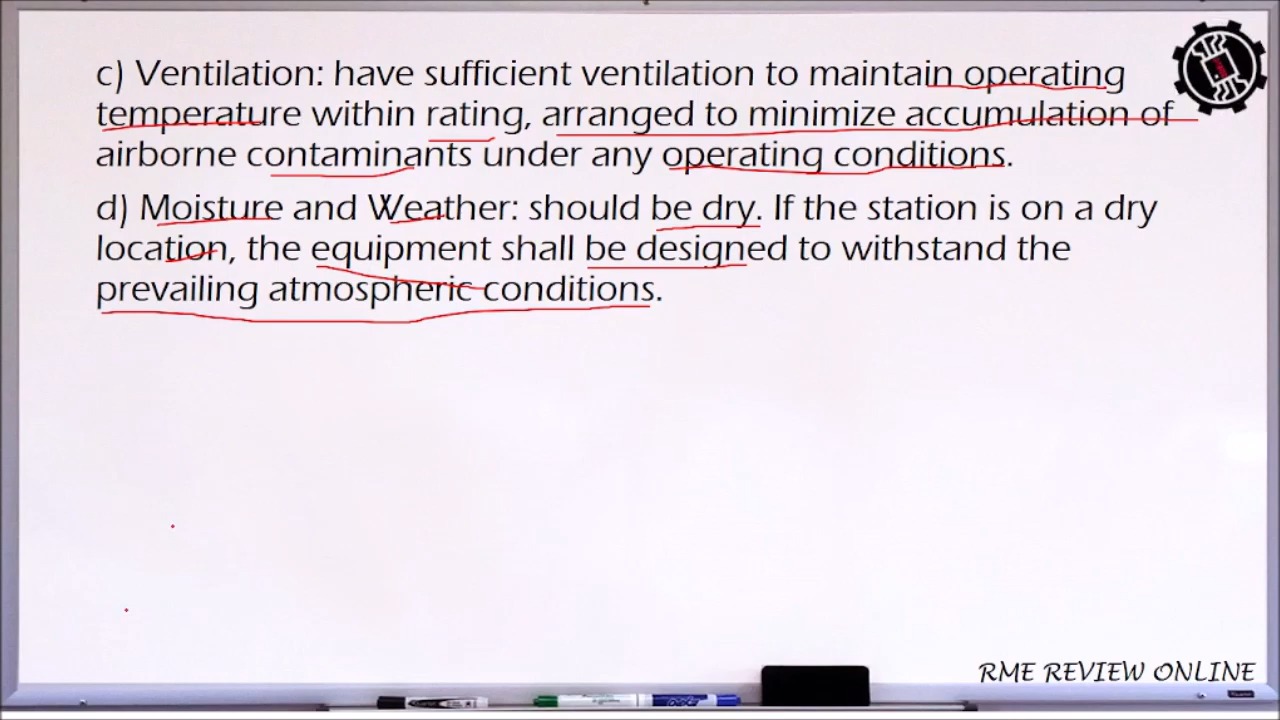 c) Ventilation: have sufficient ventilation to maintain operating
temperature within rating, arranged to minimize accumulation of
airborne contaminants under any operating conditions.
d) Moisture and Weather: should be dry. If the station is on a dry
location, the equipment shall be designed to withstand the
prevailing atmospheric conditions.
RME REVIEW ONLINE